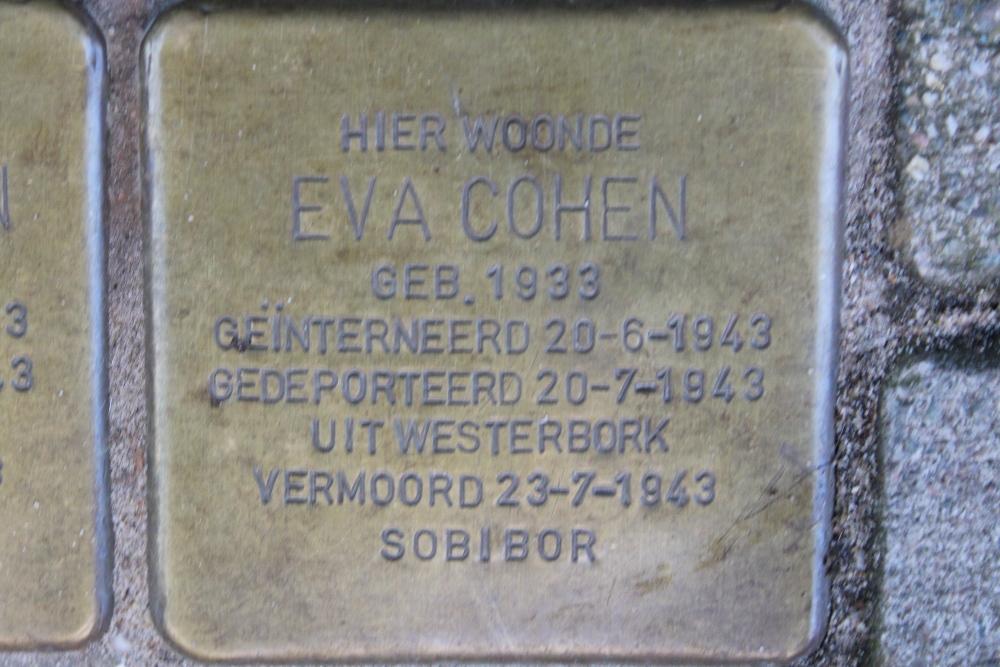 HIER WOONDE
EVA COHEN
GEB. 1933
GEÏNTERNEERD 20-6-1943
GEDEPORTEERD 20-7-1943
UIT WESTERBORK
VERMOORD 23-7-1943
SOBIBOR